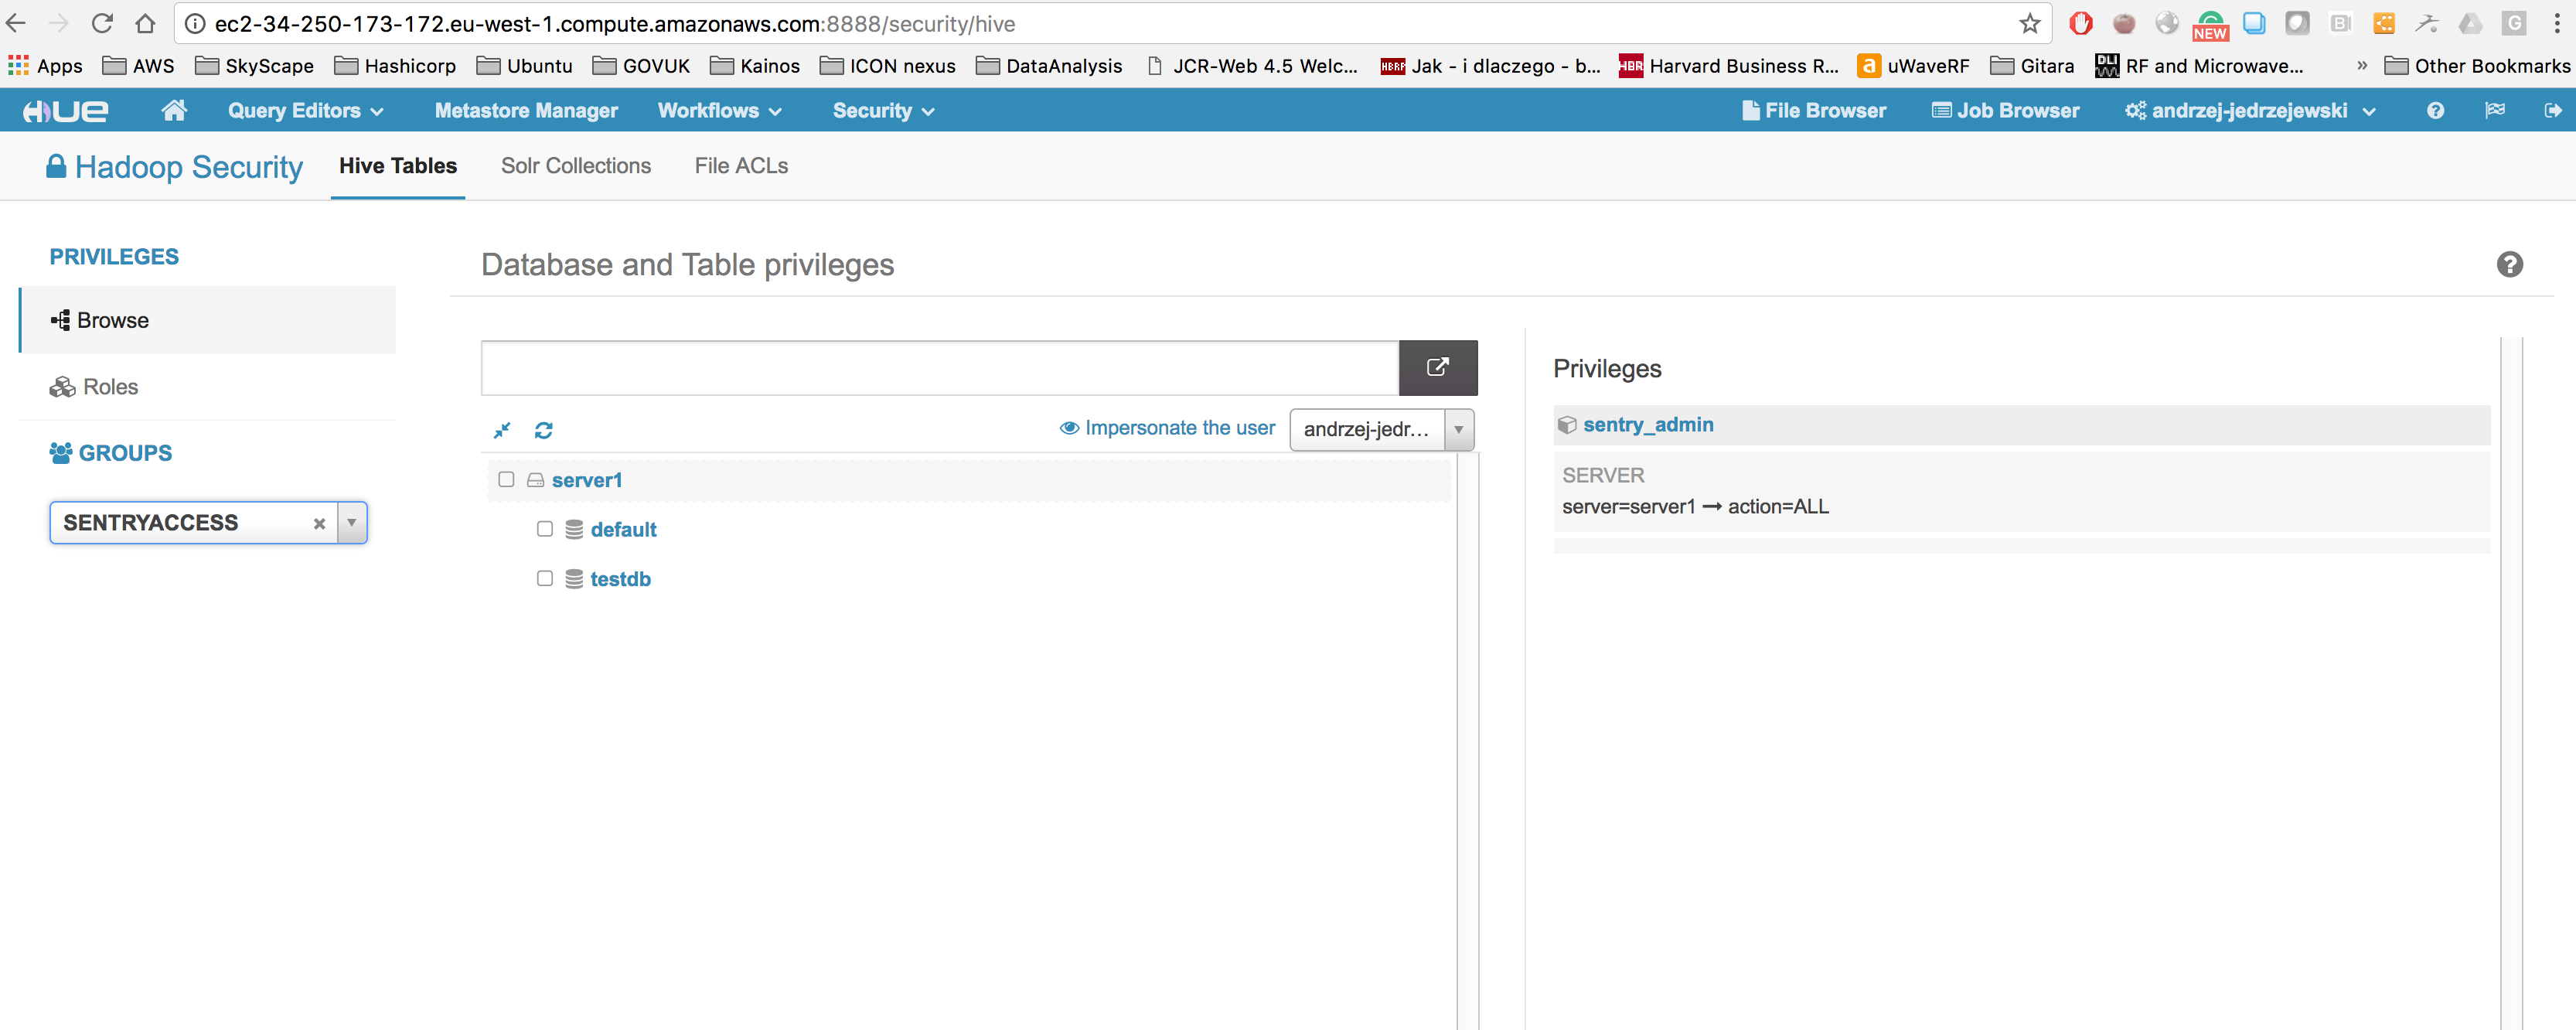 ec2-34-250-173-172.eu-west-1.compute.amazonaws.com:8888/security/hive
NEW
B!
G
Apps AWS SkyScape Hashicorp Ubuntu GOVUK Kainos ICON nexus DataAnalysis JCR-Web 4.5 Welc... HBRP Jak - i dlaczego - b... HBR Harvard Business R... a uWaveRF Gitara DLI RF and Microwave... » Other Bookmarks
HUE Query Editors Metastore Manager Workflows Security File Browser Job Browser andrzej-jedrzejewski
Hadoop Security Hive Tables Solr Collections File ACLs
PRIVILEGES
Browse
Roles
GROUPS
SENTRYACCESS
Database and Table privileges
Impersonate the user andrzej-jedr...
server1
default
testdb
Privileges
sentry_admin
SERVER
server=server1 → action=ALL